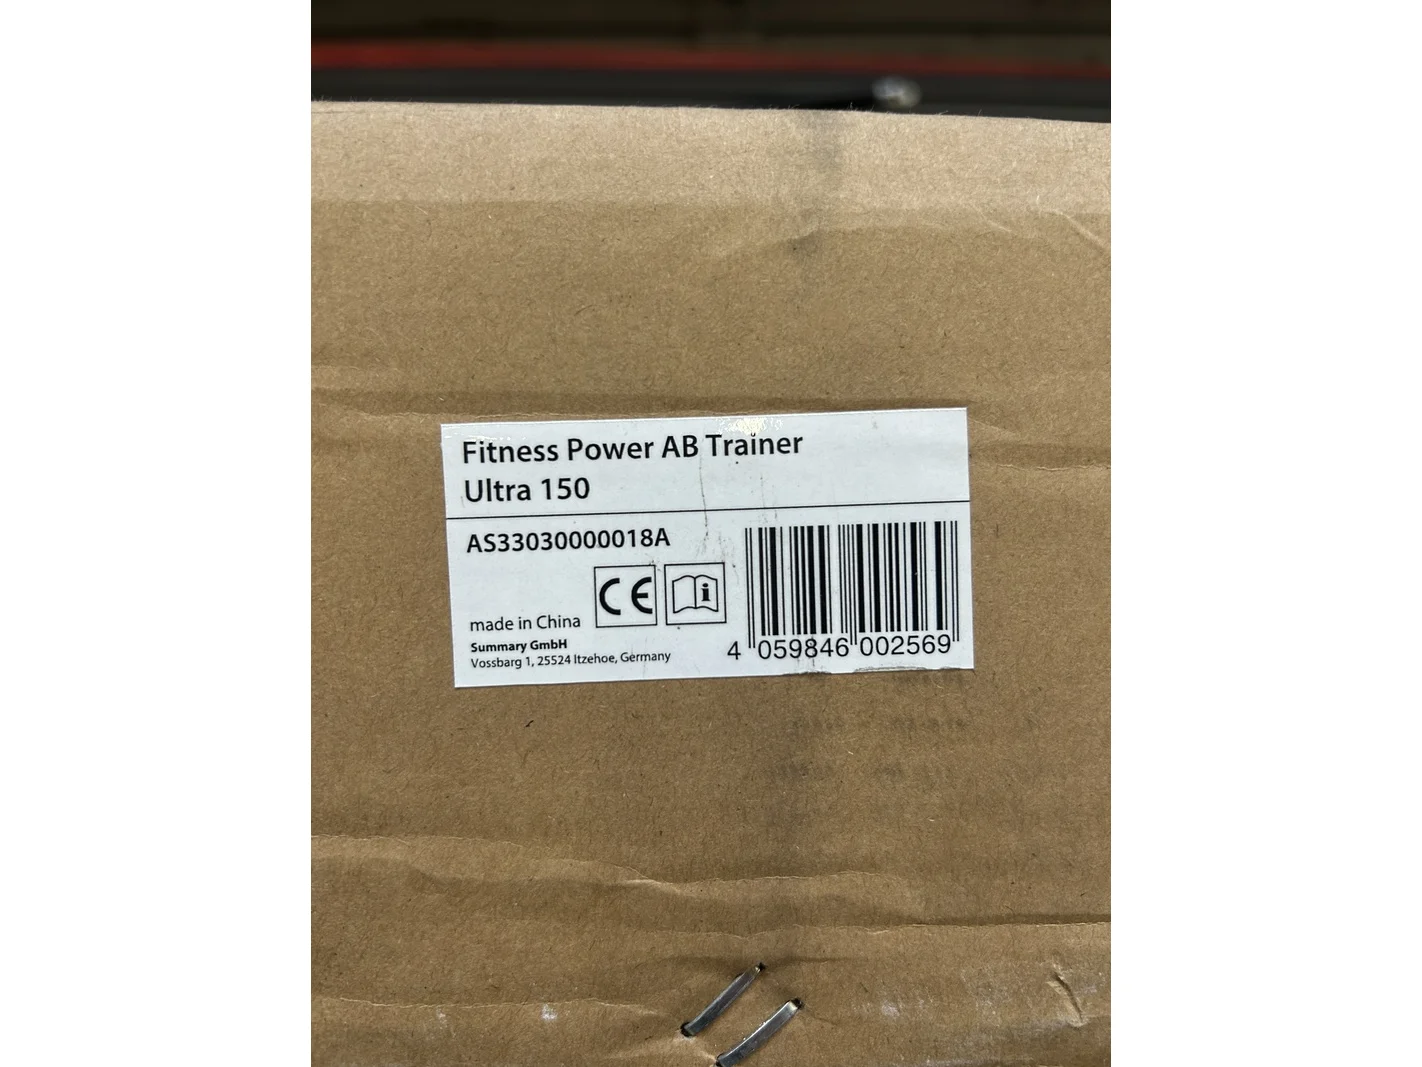 Fitness Power AB Trainer
Ultra 150
AS33030000018A
CE
made in China
Summary GmbH
Vossbarg 1, 25524 Itzehoe, Germany
4 059846 002569